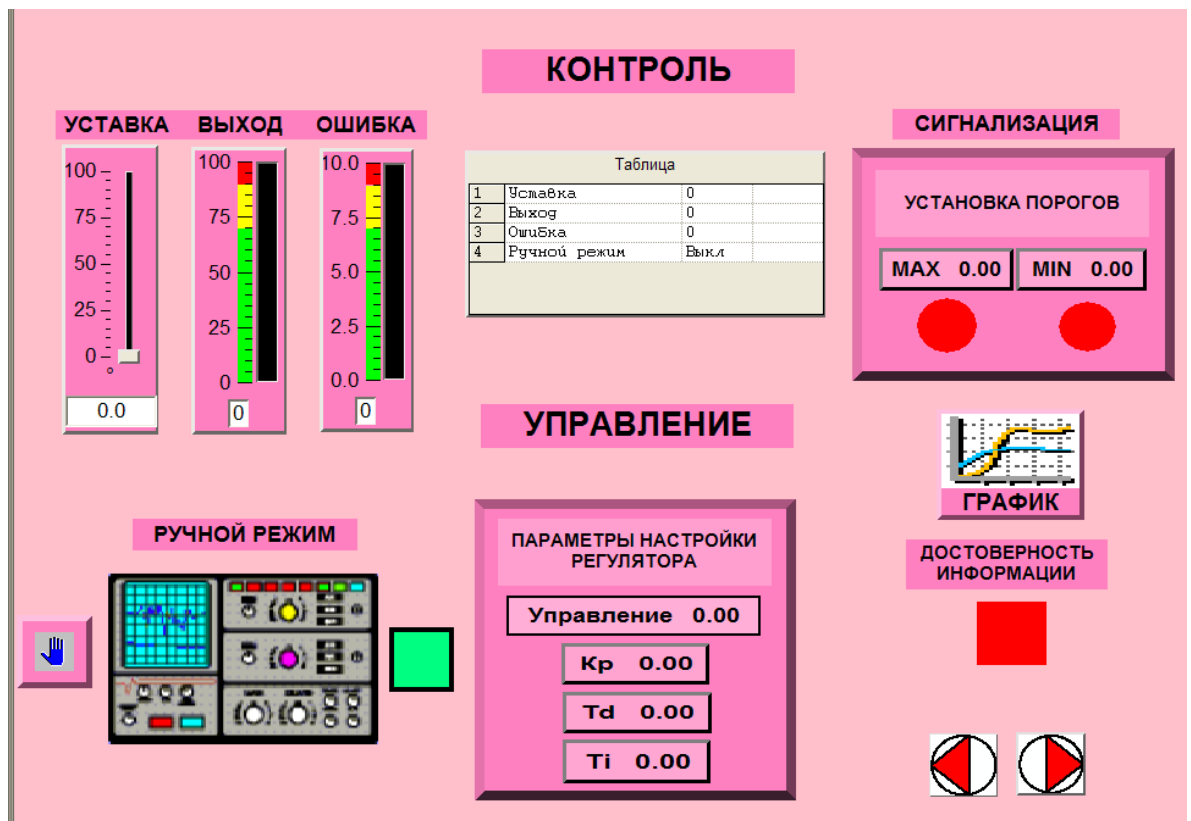 КОНТРОЛЬ
УСТАВКА
ВЫХОД
ОШИБКА
100
75
50
25
0
0.0
100
75
50
25
0
0
10.0
7.5
5.0
2.5
0.0
0
Таблица
1 Уставка 0
2 Выход 0
3 Ошибка 0
4 Ручной режим Выкл
СИГНАЛИЗАЦИЯ
УСТАНОВКА ПОРОГОВ
MAX 0.00 MIN 0.00
УПРАВЛЕНИЕ
ГРАФИК
РУЧНОЙ РЕЖИМ
ПАРАМЕТРЫ НАСТРОЙКИ
РЕГУЛЯТОРА
Управление 0.00
Кр 0.00
Td 0.00
Ti 0.00
ДОСТОВЕРНОСТЬ
ИНФОРМАЦИИ